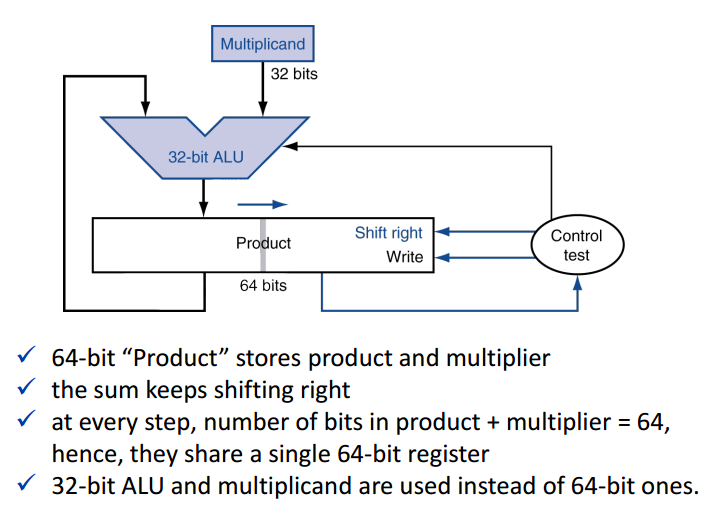 Multiplicand
32 bits
32-bit ALU
Product
Shift right
Write
Control
test
64 bits
✓ 64-bit “Product” stores product and multiplier
✓ the sum keeps shifting right
✓ at every step, number of bits in product + multiplier = 64,
hence, they share a single 64-bit register
✓ 32-bit ALU and multiplicand are used instead of 64-bit ones.